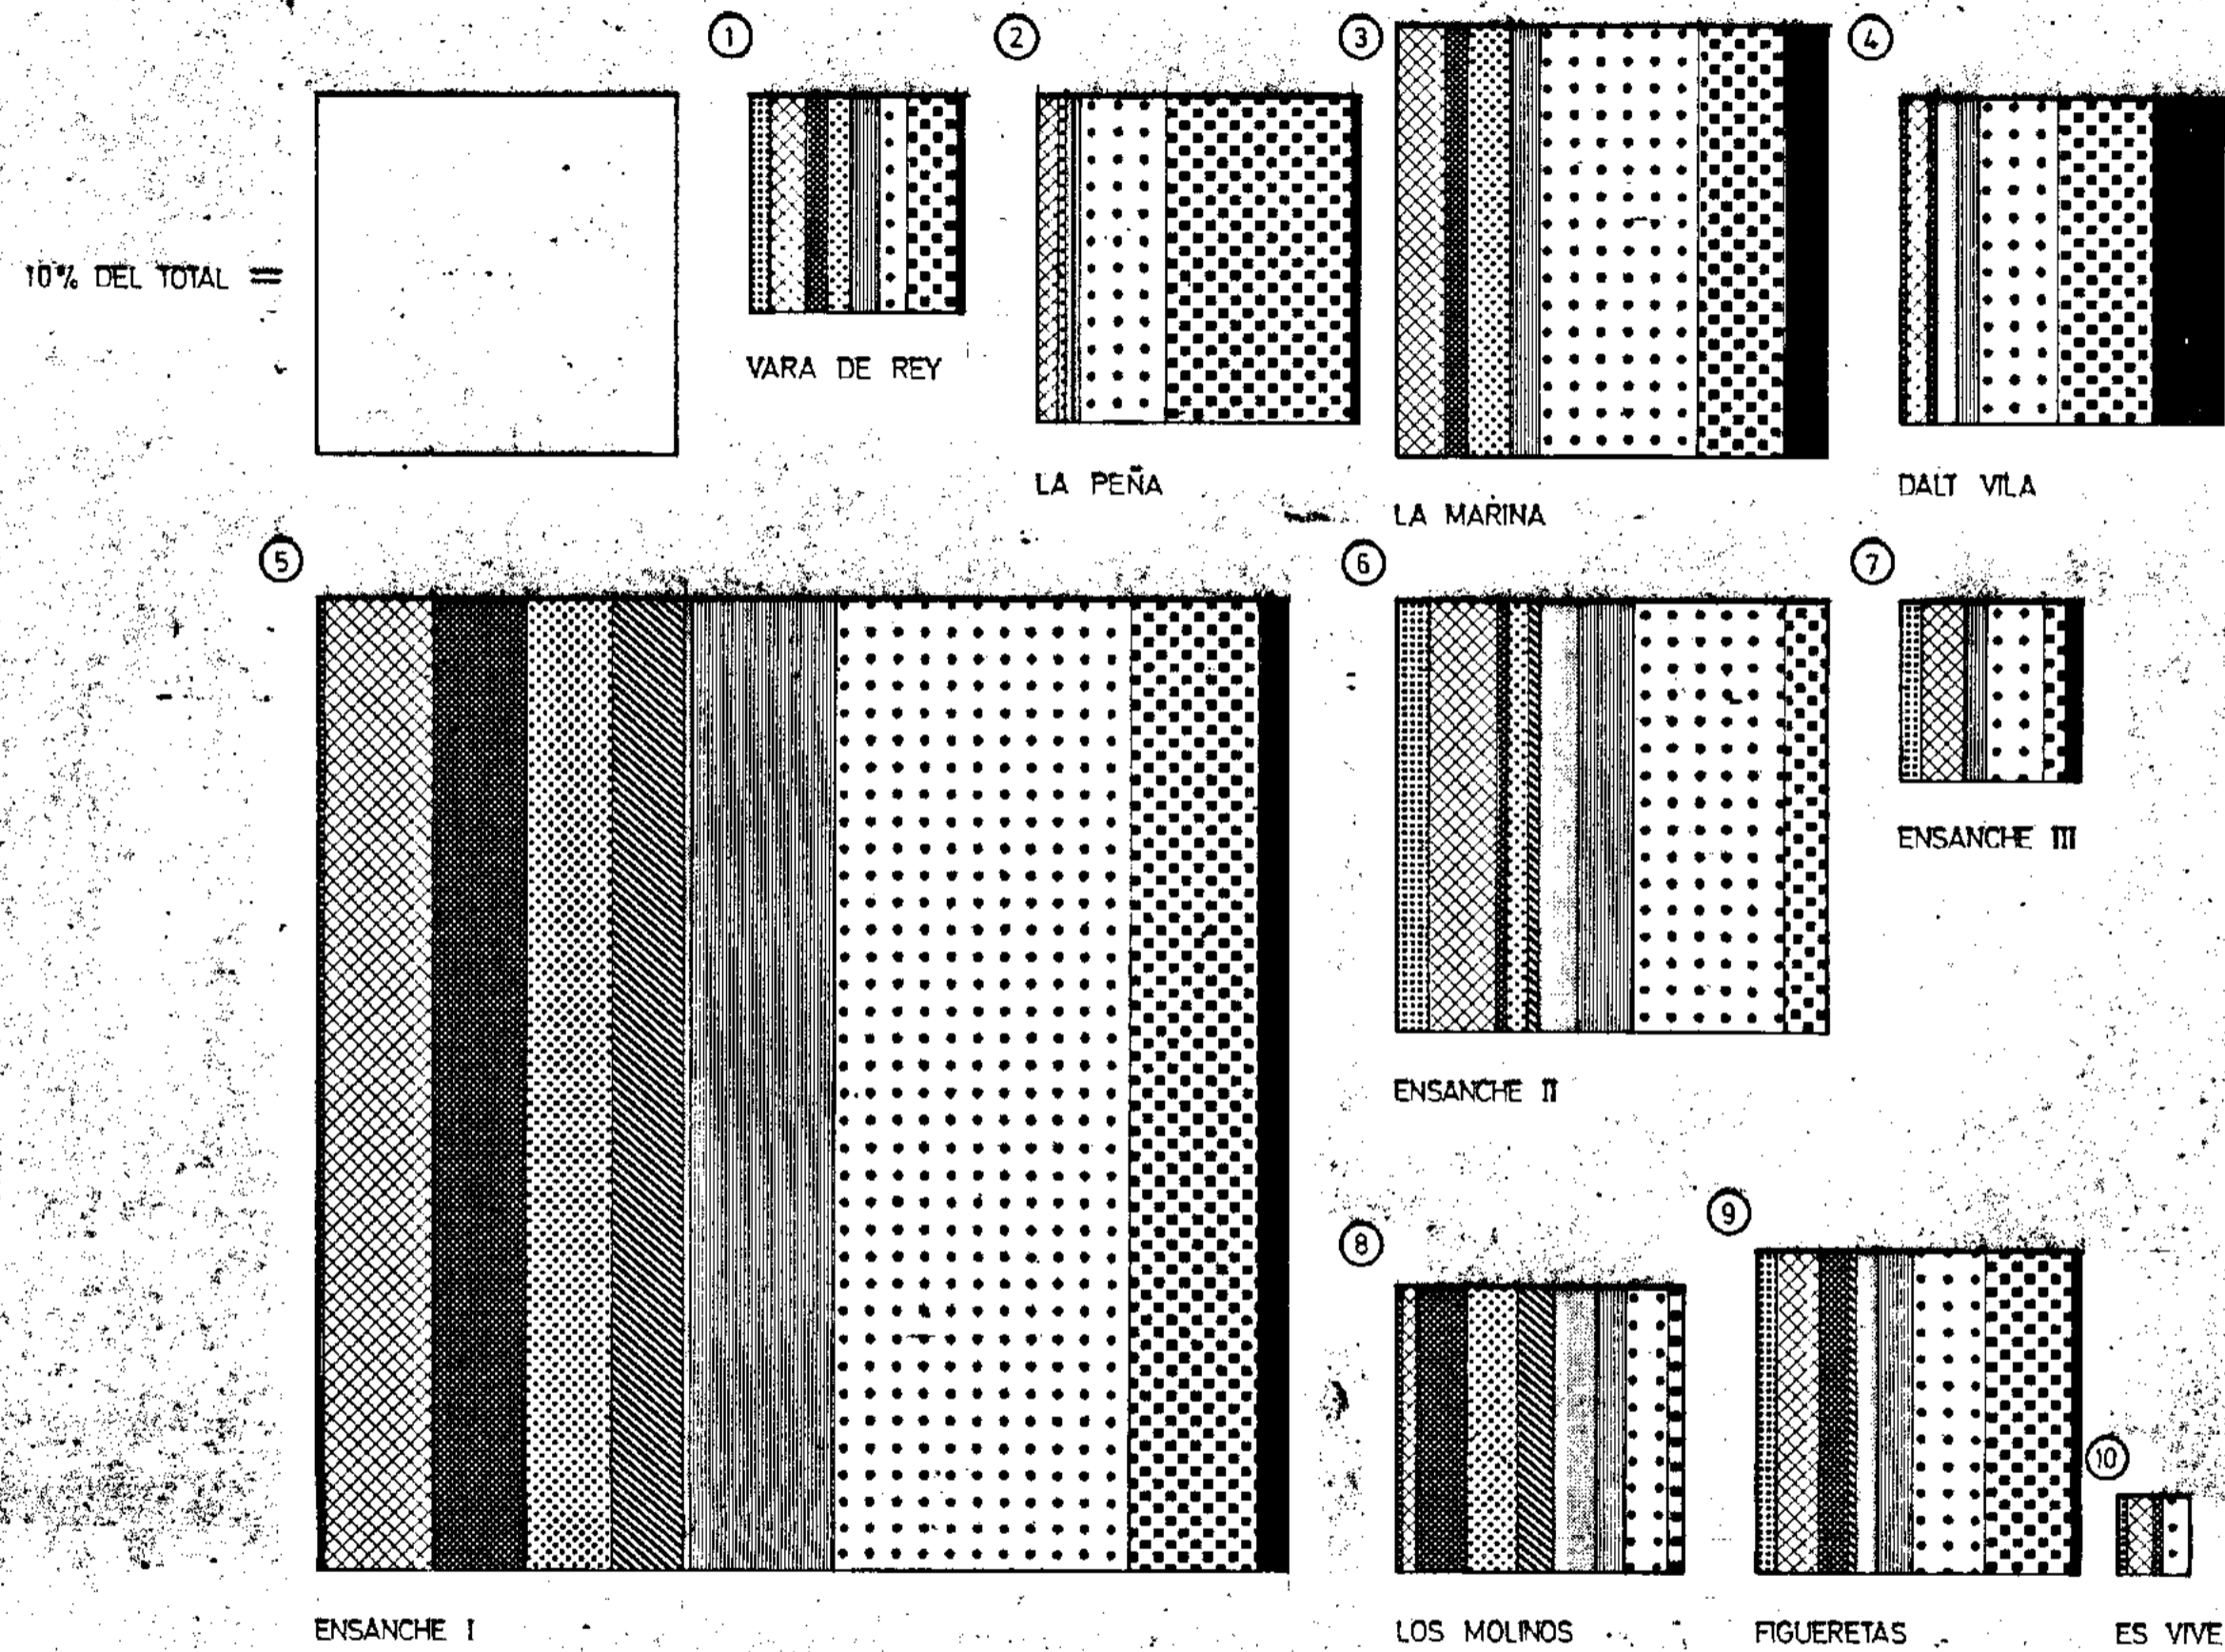 1
2
3
4
10% DEL TOTAL =
VARA DE REY
LA PEÑA
LA MARINA
DALT VILA
5
6
7
ENSANCHE III
ENSANCHE II
8
9
10
ENSANCHE I
LOS MOLINOS
FIGUERETAS
ES VIVE